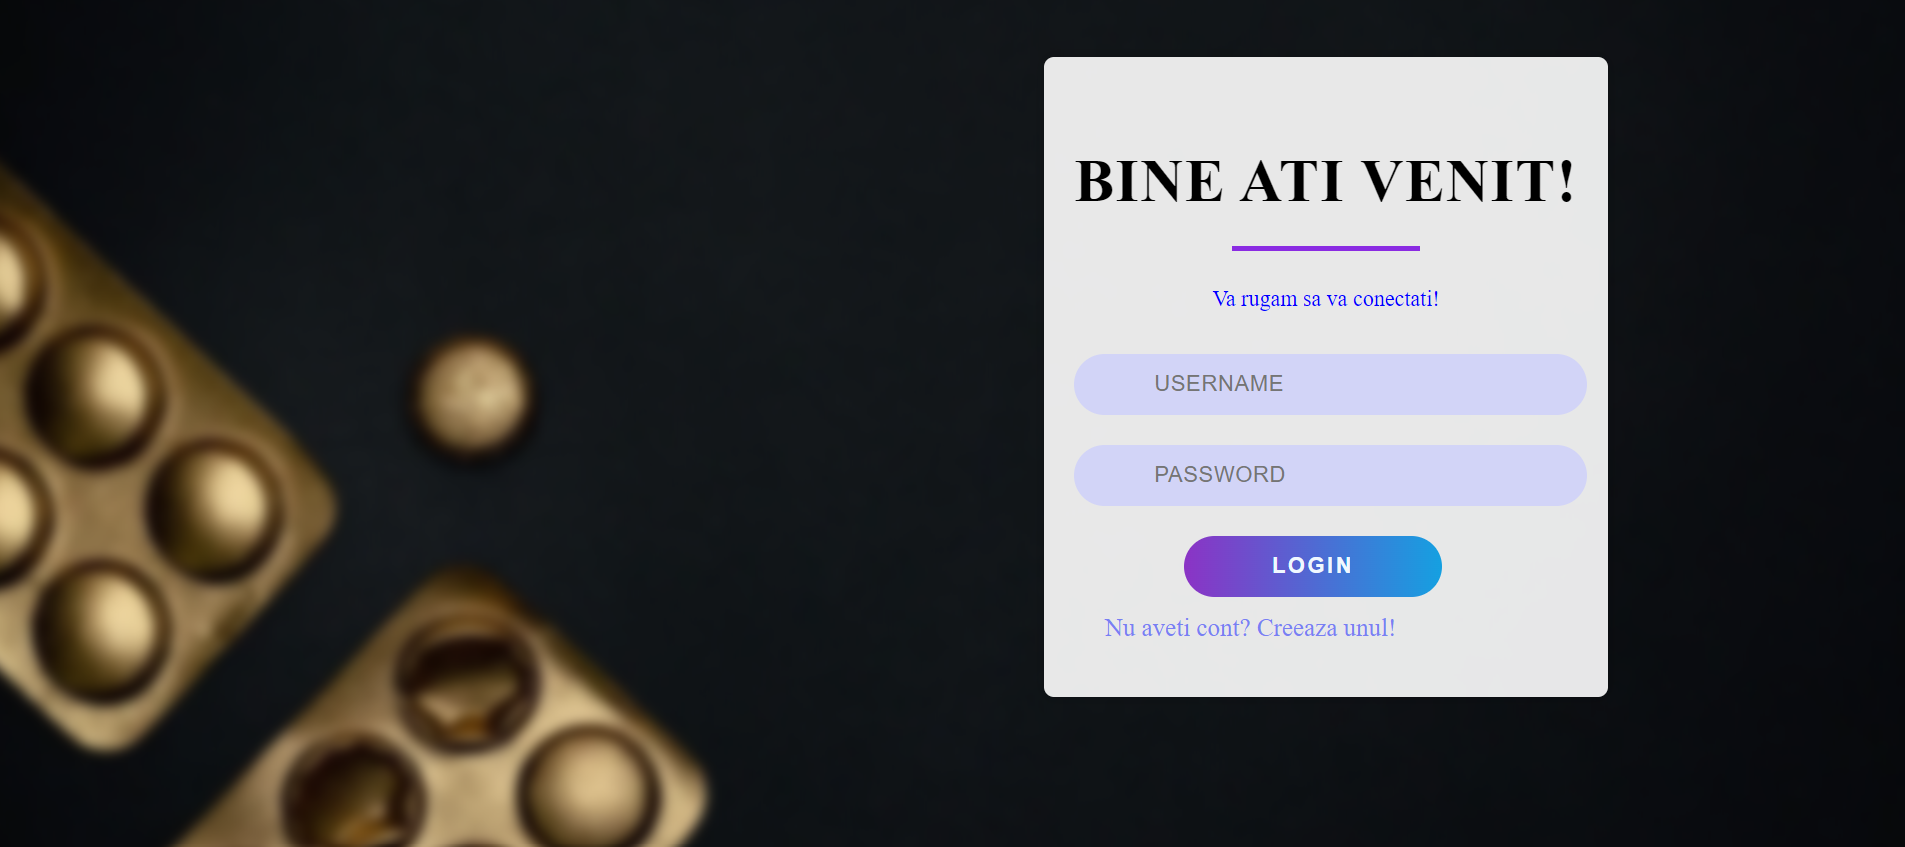 BINE ATI VENIT!
Va rugam sa va conectati!
USERNAME
PASSWORD
LOGIN
Nu aveti cont? Creeaza unul!